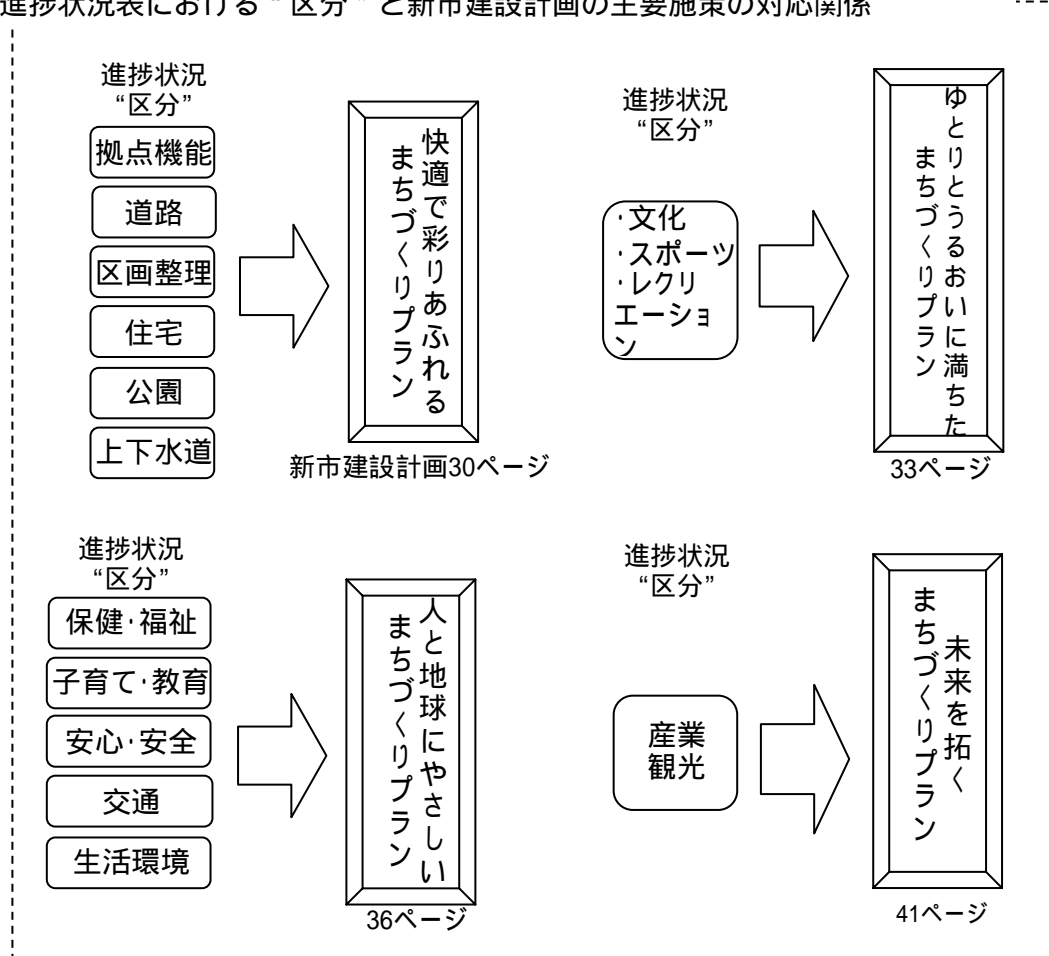 進捗状況表における“区分”と新市建設計画の主要施策の対応関係
進捗状況
“区分”
拠点機能
道路
区画整理
住宅
公園
上下水道
快適で彩りあふれる
まちづくりプラン
新市建設計画30ページ
進捗状況
“区分”
・文化
・スポーツ
・レクリ
エーショ
ン
ゆとりとうるおいに満ちた
まちづくりプラン
33ページ
進捗状況
“区分”
保健・福祉
子育て・教育
安心・安全
交通
生活環境
人と地球にやさしい
まちづくりプラン
36ページ
進捗状況
“区分”
産業
観光
未来を拓く
まちづくりプラン
41ページ